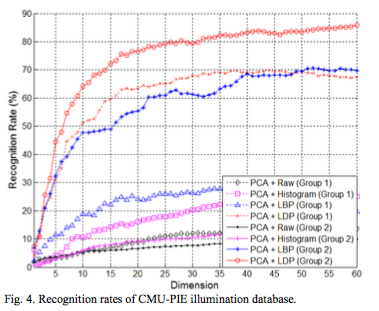 90
80
70
60
50
40
30
20
10
0
Recognition Rate (%)
5 10 15 20 25 30 35 40 45 50 55 60
Dimension
PCA + Raw (Group 1)
PCA + Histogram (Group 1)
PCA + LBP (Group 1)
PCA + LDP (Group 1)
PCA + Raw (Group 2)
PCA + Histogram (Group 2)
PCA + LBP (Group 2)
PCA + LDP (Group 2)
Fig. 4. Recognition rates of CMU-PIE illumination database.